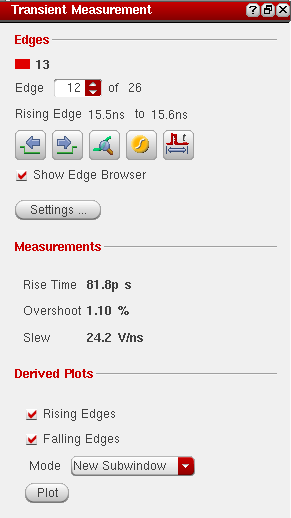 Transient Measurement
Edges
13
Edge 12 of 26
Rising Edge 15.5ns to 15.6ns
Show Edge Browser
Settings ...
Measurements
Rise Time 81.8p s
Overshoot 1.10 %
Slew 24.2 V/ns
Derived Plots
Rising Edges
Falling Edges
Mode New Subwindow
Plot